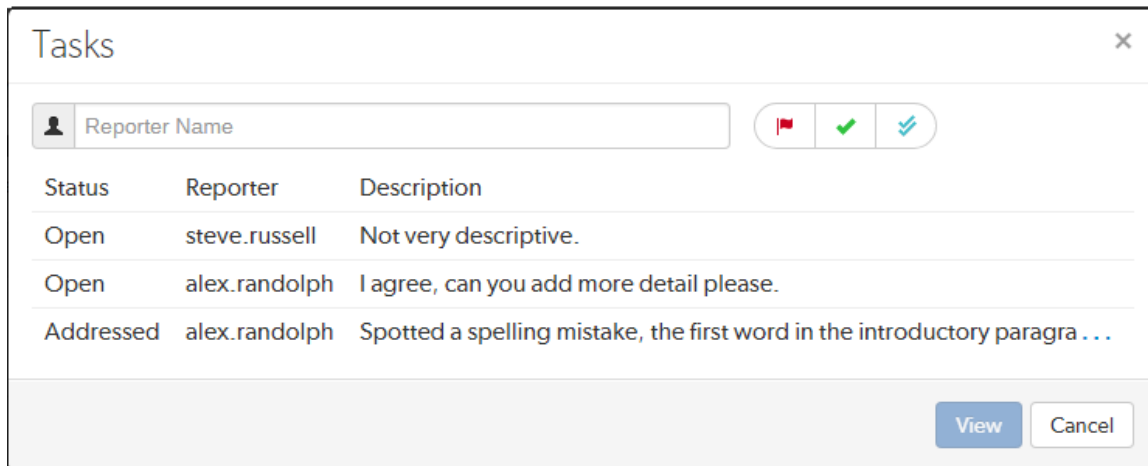 Tasks
×
Reporter Name
Status Reporter Description
Open steve.russell Not very descriptive.
Open alex.randolph I agree, can you add more detail please.
Addressed alex.randolph Spotted a spelling mistake, the first word in the introductory paragra ...
View Cancel